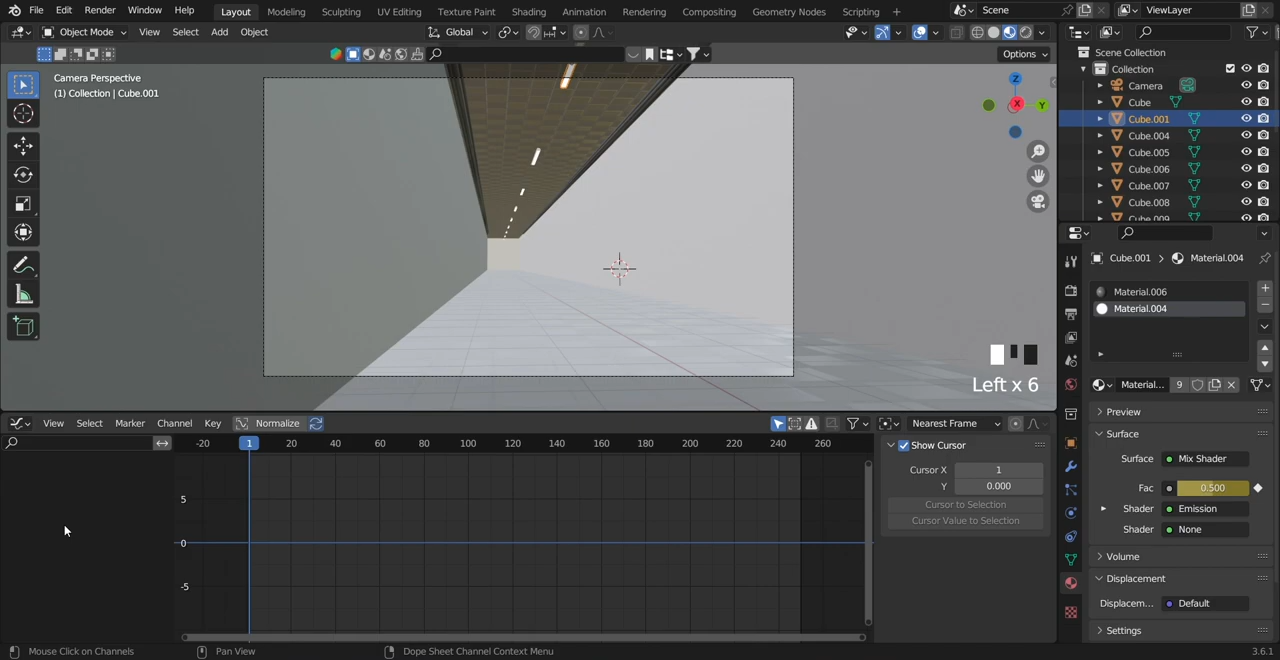 File Edit Render Window Help Layout Modeling Sculpting UV Editing Texture Paint Shading Animation Rendering Compositing Geometry Nodes Scripting + Scene ViewLayer
Object Mode View Select Add Object Global
Options
Camera Perspective
(1) Collection | Cube.001
X
Y
Z
Left x 6
Scene Collection
Collection
Camera
Cube
Cube.001
Cube.004
Cube.005
Cube.006
Cube.007
Cube.008
Cube.009
Cube.001 > Material.004
Material.006
Material.004
Material... 9
Preview
Surface
Surface Mix Shader
Fac 0.500
Shader Emission
Shader None
Volume
Displacement
Displacem... Default
Settings
View Select Marker Channel Key Normalize Nearest Frame
-20 1 20 40 60 80 100 120 140 160 180 200 220 240 260
5
0
-5
Show Cursor
Cursor X 1
Y 0.000
Cursor to Selection
Cursor Value to Selection
Mouse Click on Channels Pan View Dope Sheet Channel Context Menu 3.6.1